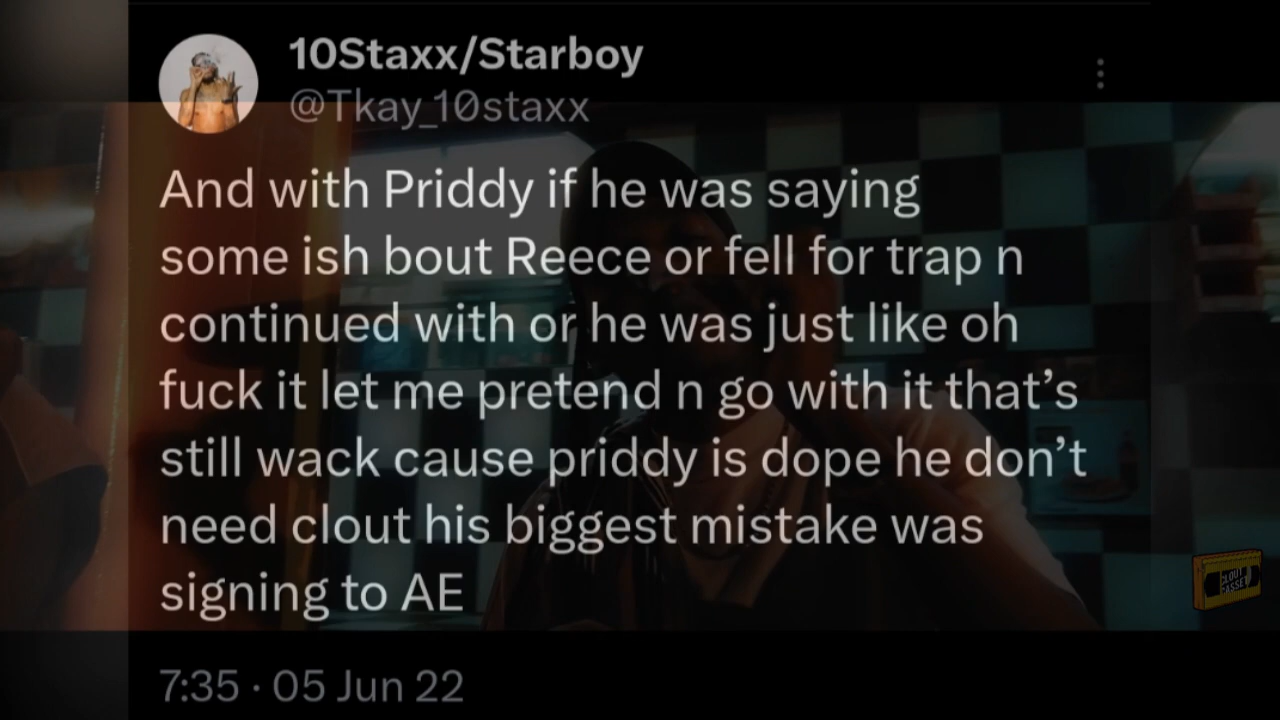 10Staxx/Starboy
@Tkay_10staxx
And with Priddy if he was saying
some ish bout Reece or fell for trap n
continued with or he was just like oh
fuck it let me pretend n go with it that’s
still wack cause priddy is dope he don’t
need clout his biggest mistake was
signing to AE
7:35 · 05 Jun 22
CLOUT
CASSET